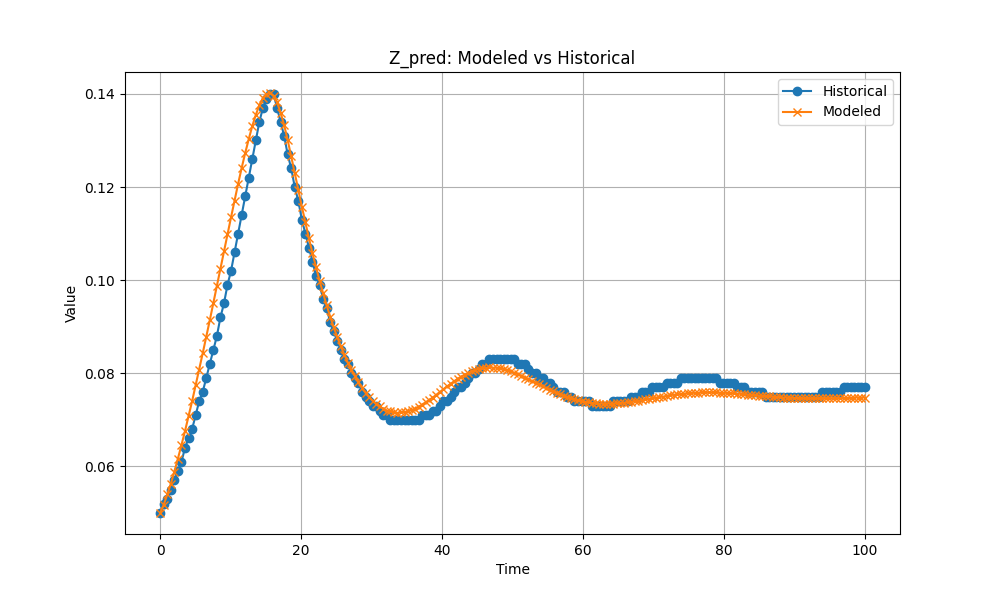 Z_pred: Modeled vs Historical
Historical
Modeled
0.14
0.12
0.10
0.08
0.06
Value
0 20 40 60 80 100
Time